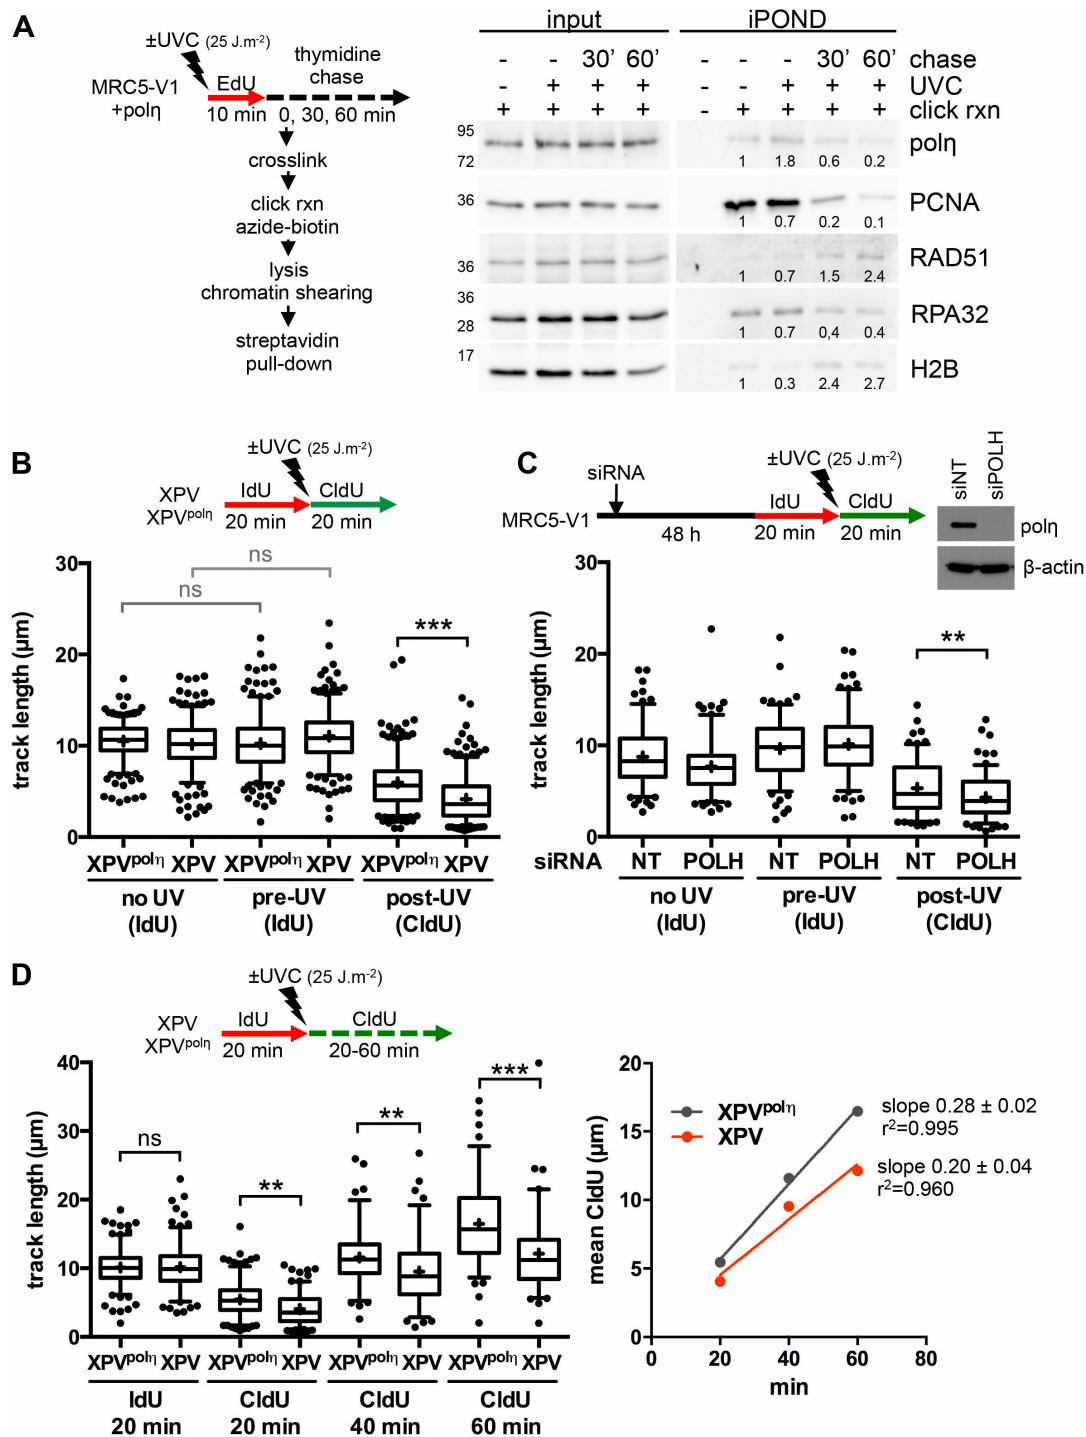 A
±UVC (25 J.m-2)
MRC5-V1
+polη
EdU
10 min
thymidine
chase
0, 30, 60 min
crosslink
click rxn
azide-biotin
lysis
chromatin shearing
streptavidin
pull-down
input iPOND
- - 30’ 60’ - - - 30’ 60’ chase
- + + + - - + + + UVC
+ + + + - + + + + click rxn
95
72
1 1.8 0.6 0.2
polη
36
1 0.7 0.2 0.1
PCNA
36
1 0.7 1.5 2.4
RAD51
36
28
1 0.7 0,4 0.4
RPA32
17
1 0.3 2.4 2.7
H2B
B
±UVC (25 J.m-2)
XPV
XPVpolη
IdU CldU
20 min 20 min
track length (µm)
30
20
10
0
ns
ns
***
XPVpolη XPV XPVpolη XPV XPVpolη XPV
no UV pre-UV post-UV
(IdU) (IdU) (CldU)
C
siRNA
±UVC (25 J.m-2)
MRC5-V1
IdU CldU
48 h 20 min 20 min
siNT siPOLH
polη
β-actin
track length (µm)
30
20
10
0
**
siRNA NT POLH NT POLH NT POLH
no UV pre-UV post-UV
(IdU) (IdU) (CldU)
D
±UVC (25 J.m-2)
XPV
XPVpolη
IdU CldU
20 min 20-60 min
track length (µm)
40
30
20
10
0
ns
**
**
***
XPVpolη XPV XPVpolη XPV XPVpolη XPV XPVpolη XPV
IdU CldU CldU CldU
20 min 20 min 40 min 60 min
mean CldU (µm)
20
15
10
5
0
XPVpolη
XPV
slope 0.28 ± 0.02
r2=0.995
slope 0.20 ± 0.04
r2=0.960
0 20 40 60 80
min